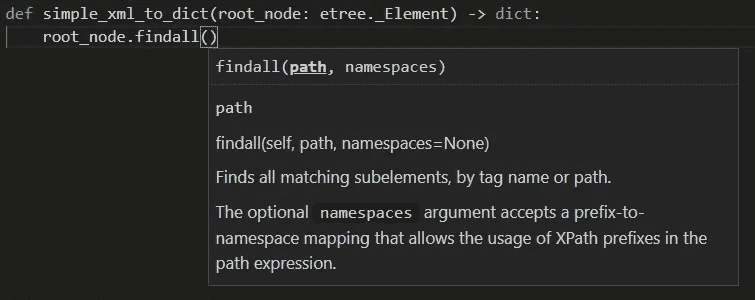 def simple_xml_to_dict(root_node: etree._Element) -> dict:
root_node.findall()
findall(path, namespaces)
path
findall(self, path, namespaces=None)
Finds all matching subelements, by tag name or path.
The optional namespaces argument accepts a prefix-to-
namespace mapping that allows the usage of XPath prefixes in the
path expression.